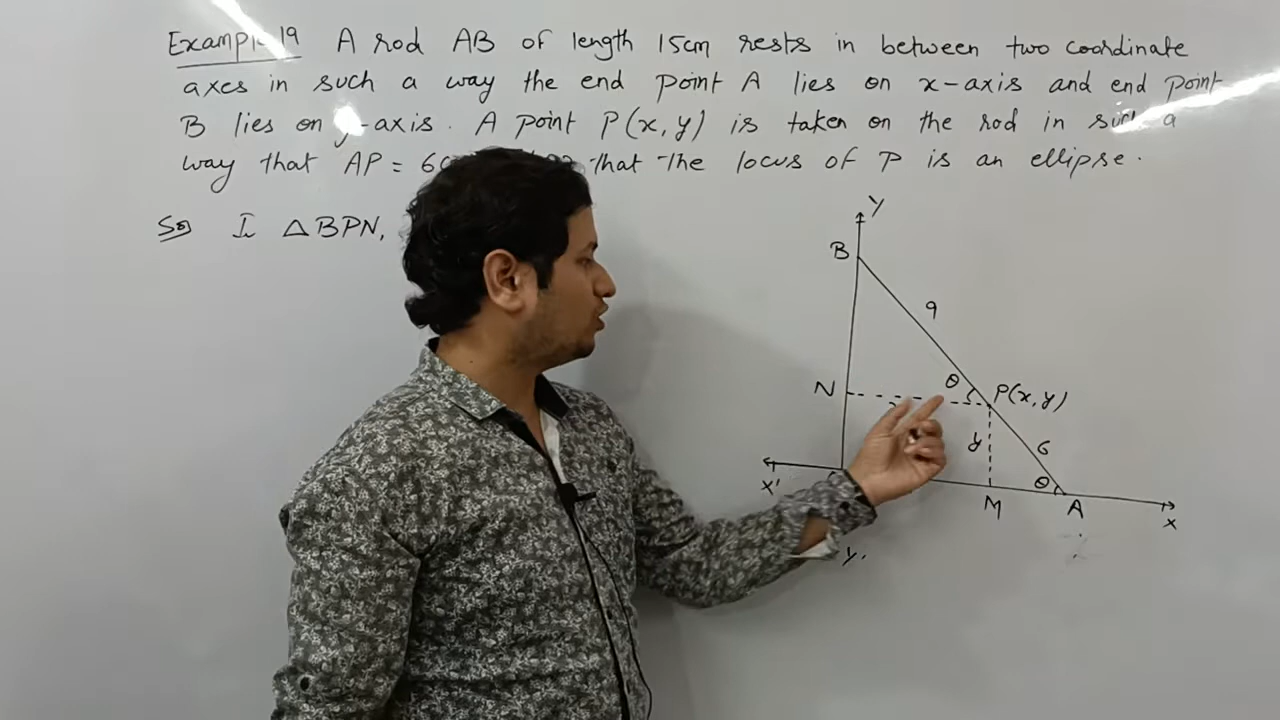 Example 19 A rod AB of length 15cm rests in between two coordinate
axes in such a way the end point A lies on x-axis and end point
B lies on y-axis. A point P(x, y) is taken on the rod in such a
way that AP = 6 that the locus of P is an ellipse.
Sol In △BPN,
Y
B
9
N θ P(x, y)
y 6
X' θ
M A X
Y'